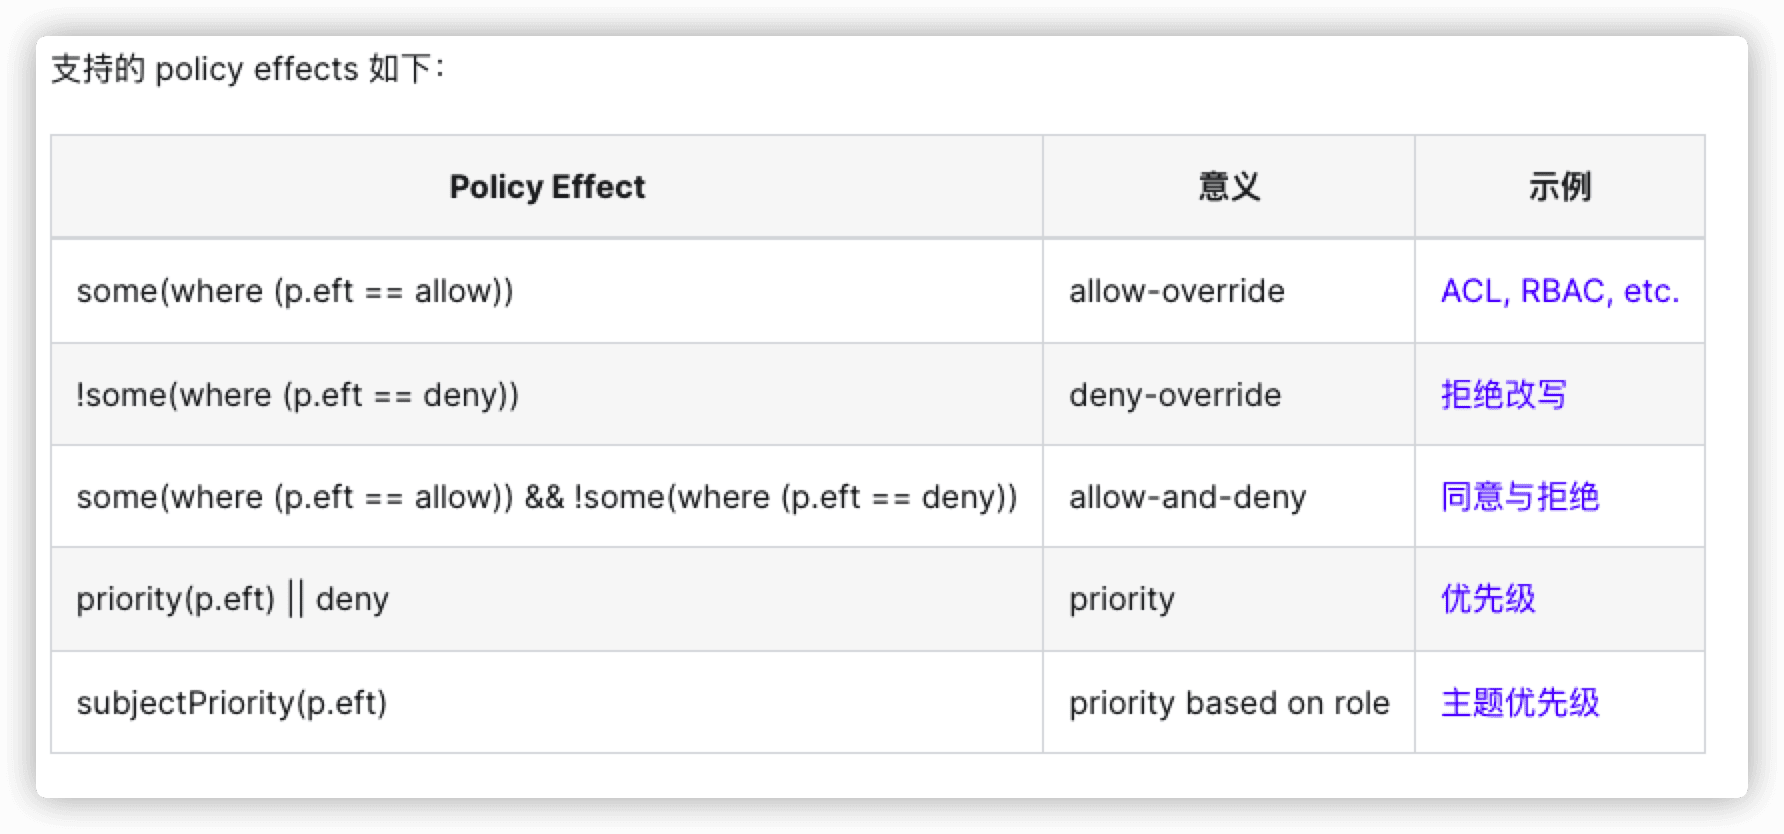 支持的 policy effects 如下：
Policy Effect 意义 示例
some(where (p.eft == allow)) allow-override ACL, RBAC, etc.
!some(where (p.eft == deny)) deny-override 拒绝改写
some(where (p.eft == allow)) && !some(where (p.eft == deny)) allow-and-deny 同意与拒绝
priority(p.eft) || deny priority 优先级
subjectPriority(p.eft) priority based on role 主题优先级